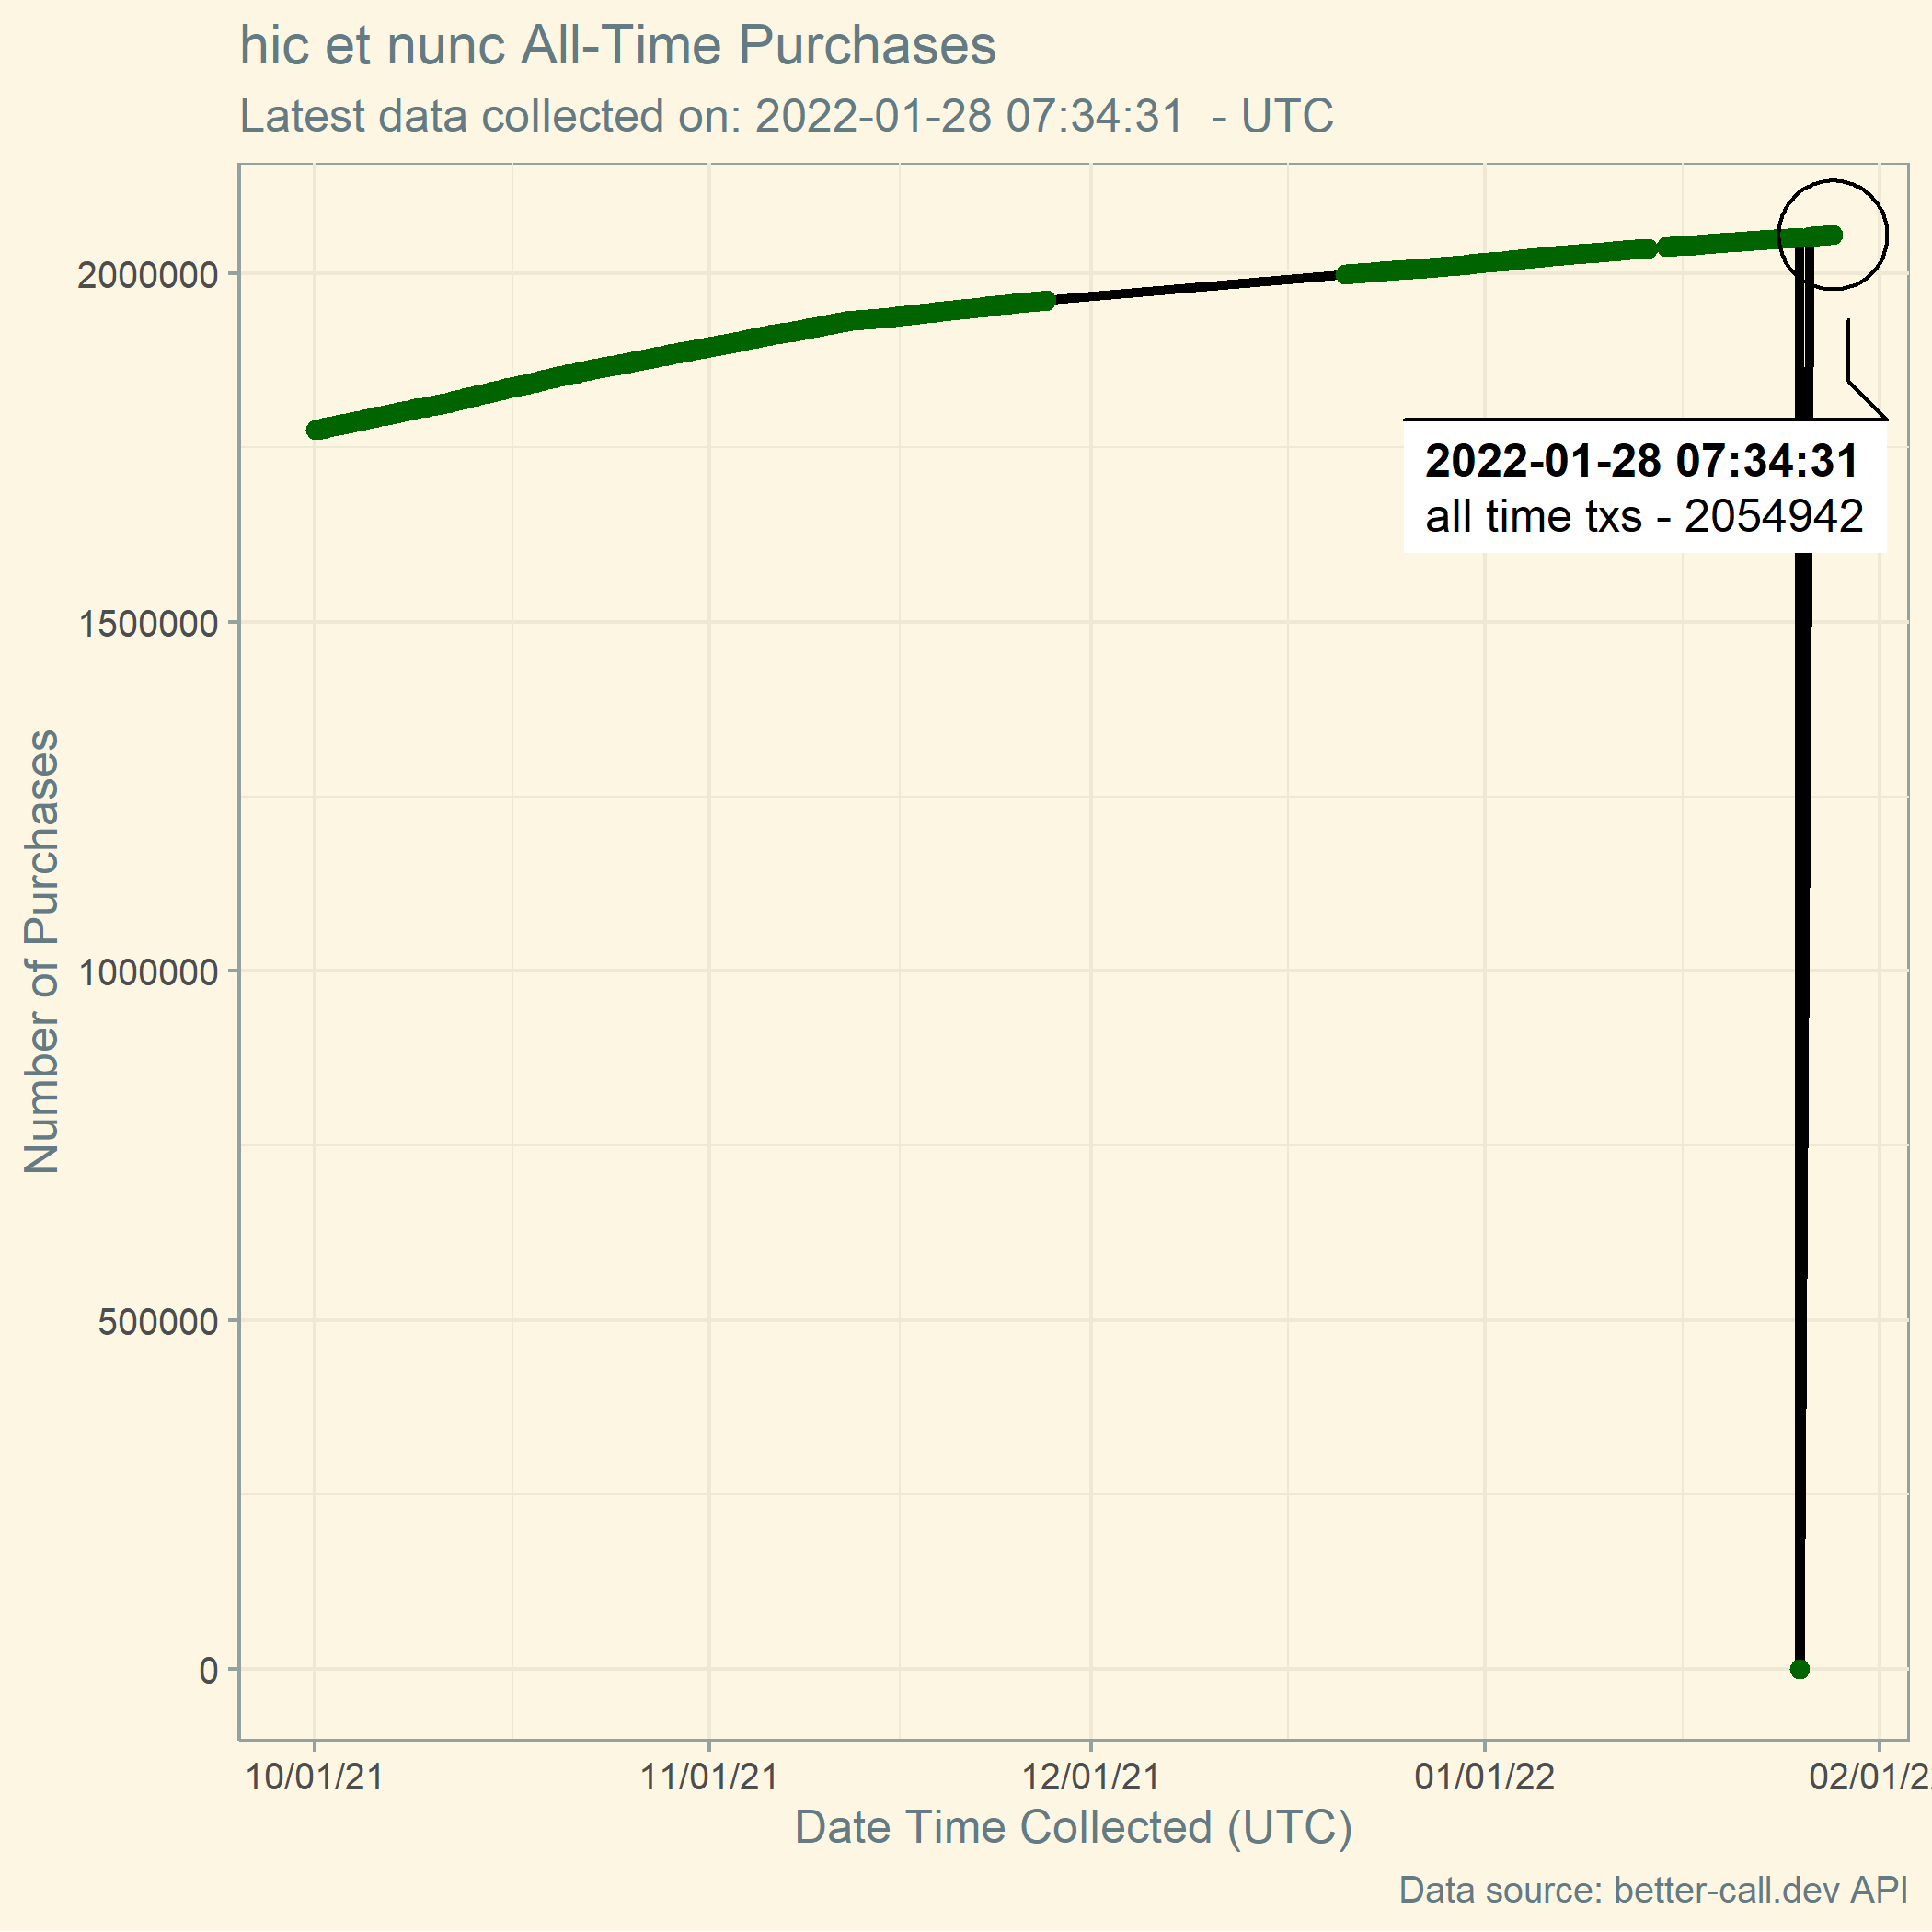 hic et nunc All-Time Purchases
Latest data collected on: 2022-01-28 07:34:31 - UTC
Number of Purchases
2000000
1500000
1000000
500000
0
2022-01-28 07:34:31
all time txs - 2054942
10/01/21 11/01/21 12/01/21 01/01/22 02/01/2
Date Time Collected (UTC)
Data source: better-call.dev API